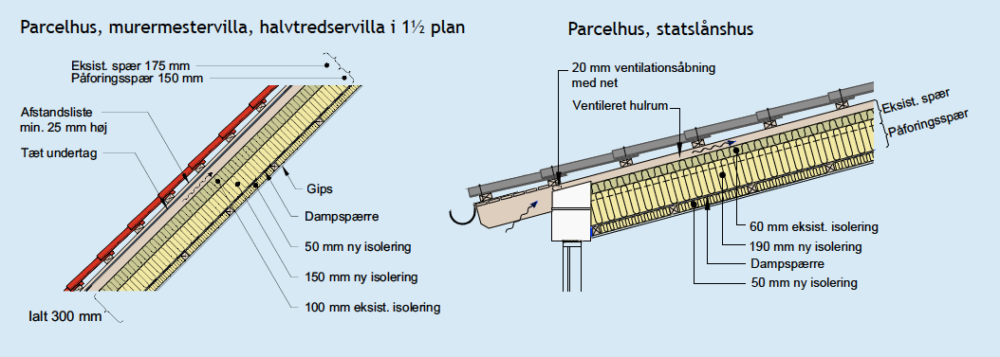 Parcelhus, murermestervilla, halvtredservilla i 1½ plan
Eksist. spær 175 mm
Påforingsspær 150 mm
Afstandsliste
min. 25 mm høj
Tæt undertag
Gips
Dampspærre
50 mm ny isolering
150 mm ny isolering
100 mm eksist. isolering
Ialt 300 mm
Parcelhus, statslånshus
20 mm ventilationsåbning
med net
Ventileret hulrum
Eksist. spær
Påforingsspær
60 mm eksist. isolering
190 mm ny isolering
Dampspærre
50 mm ny isolering